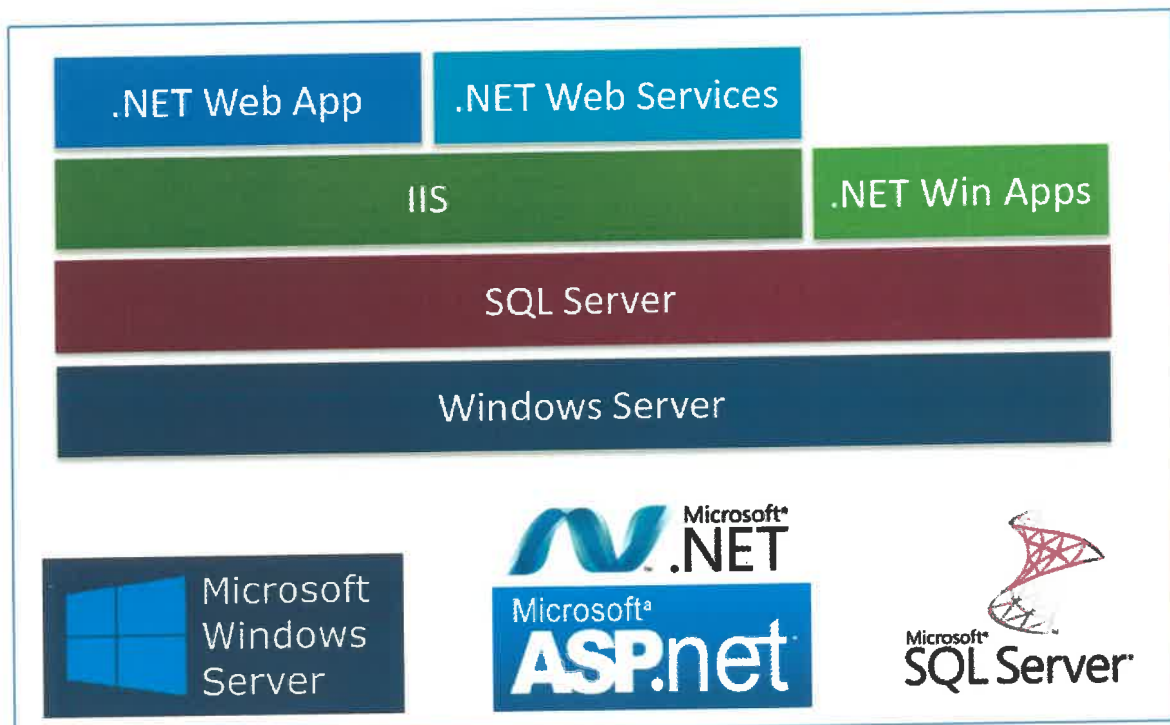 .NET Web App
.NET Web Services
IIS
.NET Win Apps
SQL Server
Windows Server
Microsoft
Windows
Server
Microsoft®
.NET
Microsoftª
ASP.net
Microsoft®
SQL Server